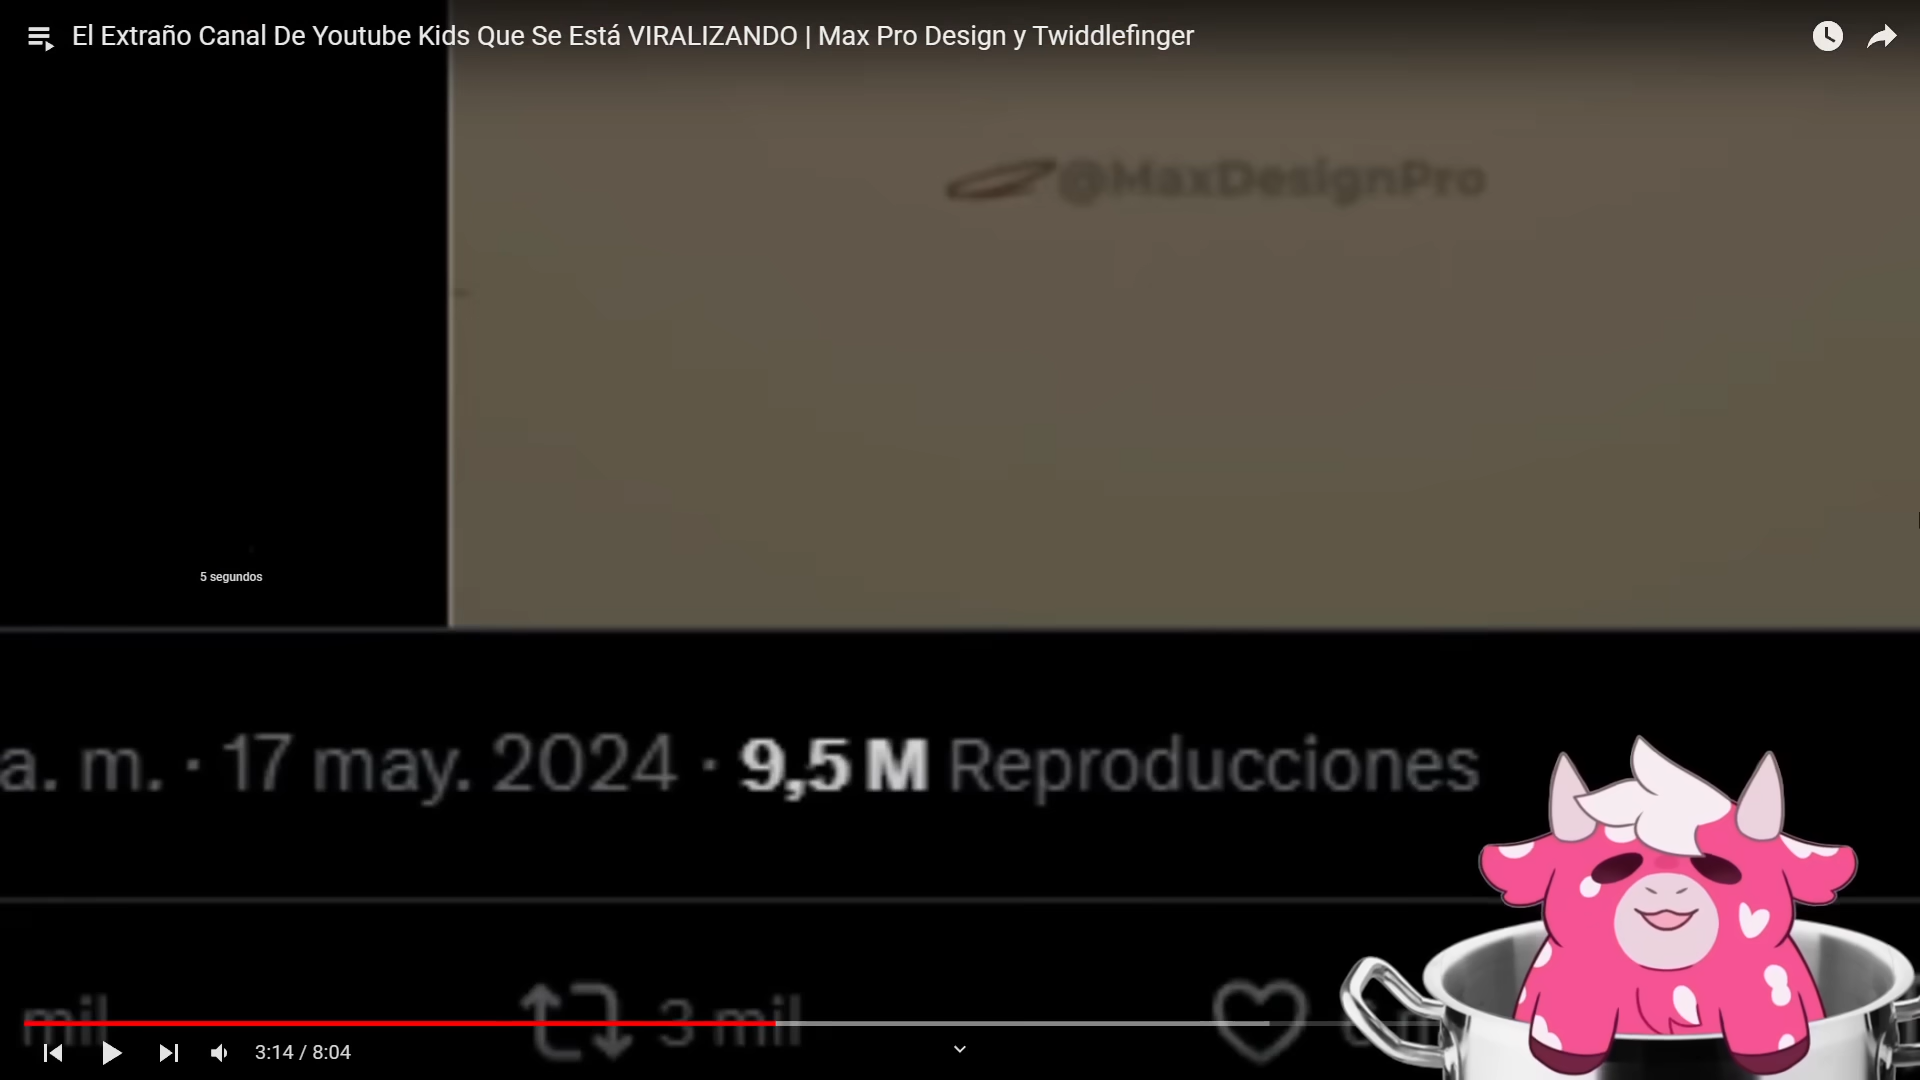 El Extraño Canal De Youtube Kids Que Se Está VIRALIZANDO | Max Pro Design y Twiddlefinger
@MaxDesignPro
5 segundos
a. m. · 17 may. 2024 · 9,5 M Reproducciones
mil 3 mil
3:14 / 8:04